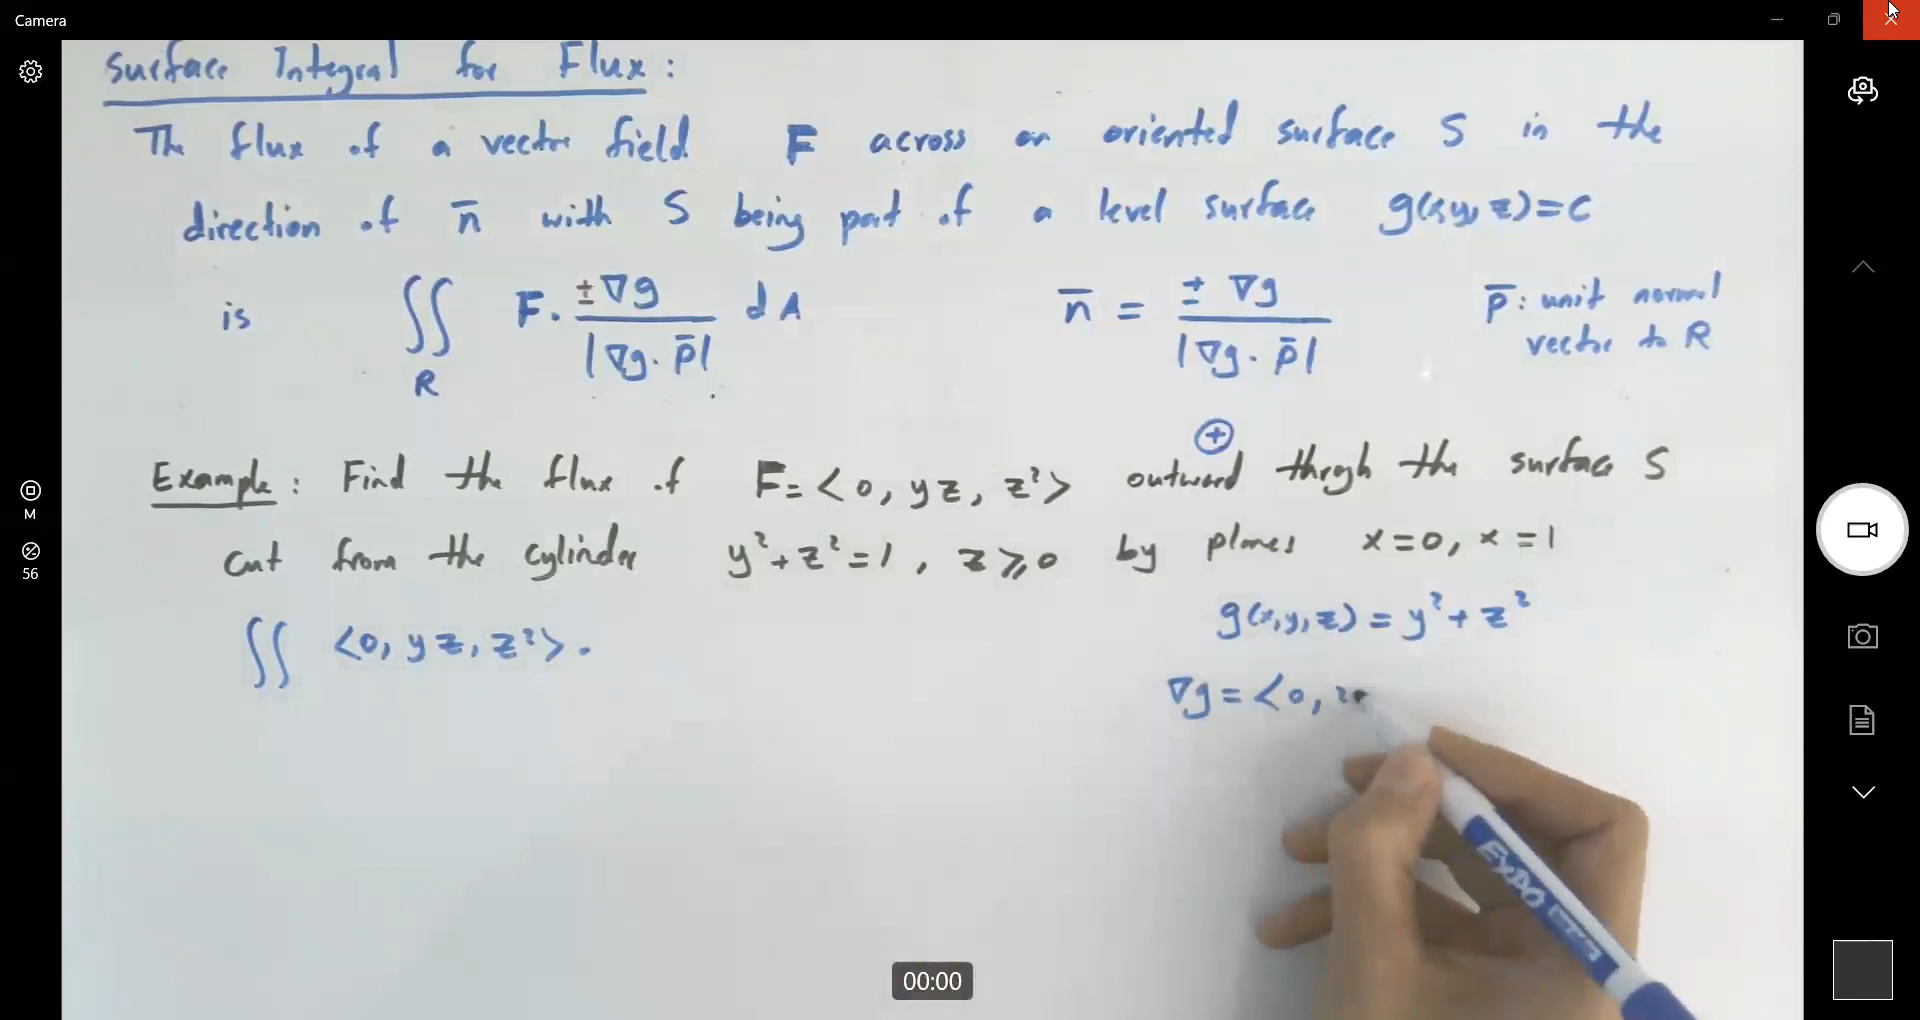 Camera
Surface Integral for Flux:
The flux of a vector field F across an oriented surface S in the
direction of n̅ with S being part of a level surface g(x,y,z)=c
is ∬_R F. ±∇g / |∇g. p̅| dA n̅ = ±∇g / |∇g. p̅| p̅: unit normal vector to R
+
Example: Find the flux of F=<0, yz, z²> outward thrgh the surface S
cut from the cylinder y²+z²=1, z⩾0 by planes x=0, x=1
g(x,y,z) = y²+z²
∬ <0, yz, z²>.
∇g=<0, 2
M
56
EXPO
00:00